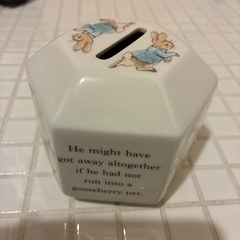 He might have
got away altogether
if he had not
run into a
gooseberry net.